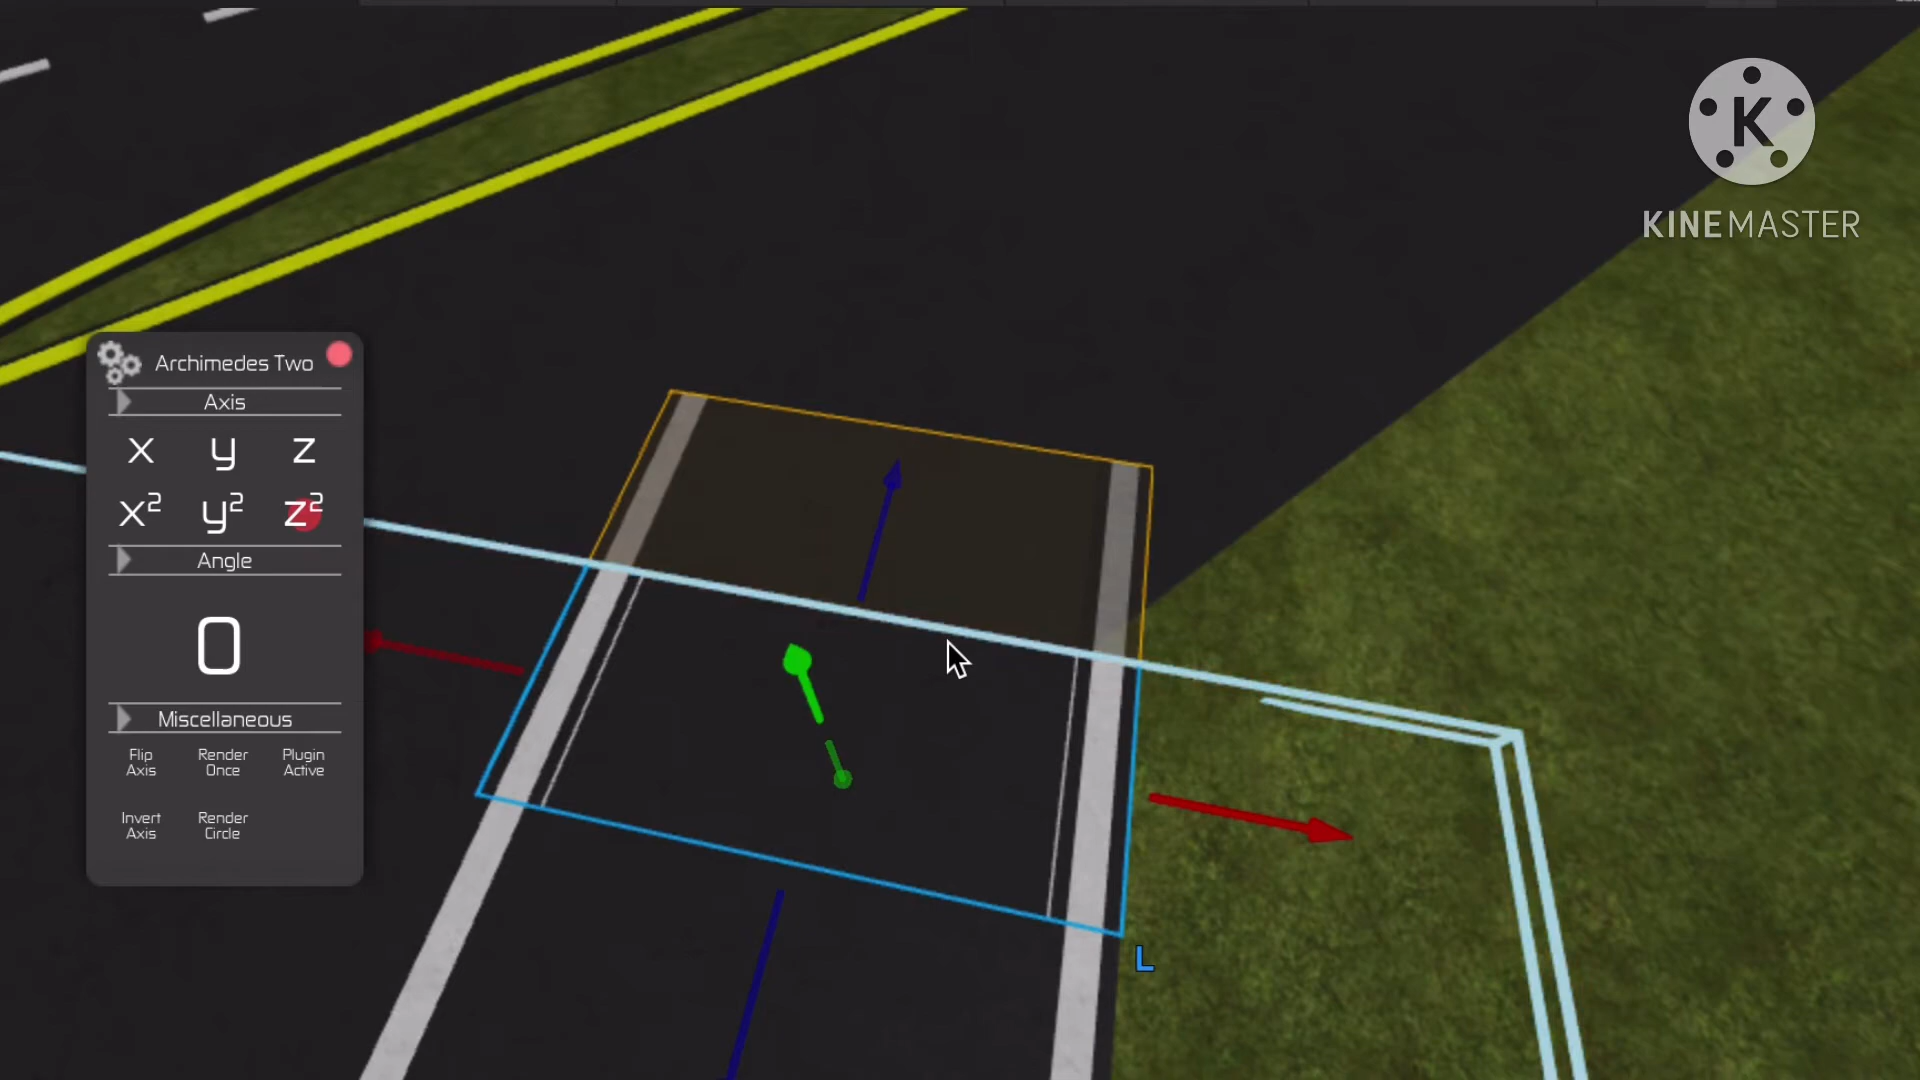 K
KINEMASTER
Archimedes Two
Axis
x y z
x² y² z²
Angle
0
Miscellaneous
Flip Axis
Render Once
Plugin Active
Invert Axis
Render Circle
L